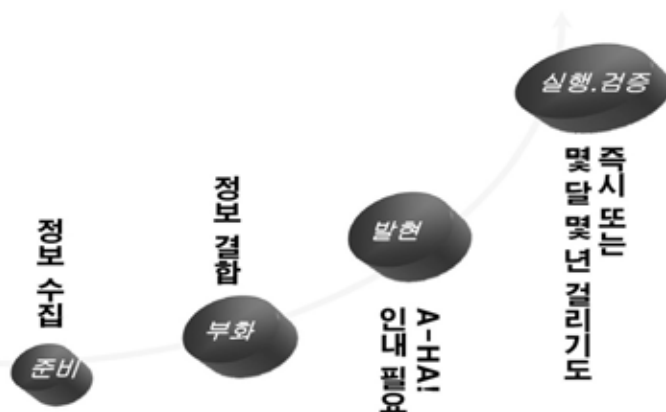 준비
정보 수집
부화
정보 결합
발현
A-HA!
인내 필요
실행.검증
즉시 또는
몇 달 몇년 걸리기도